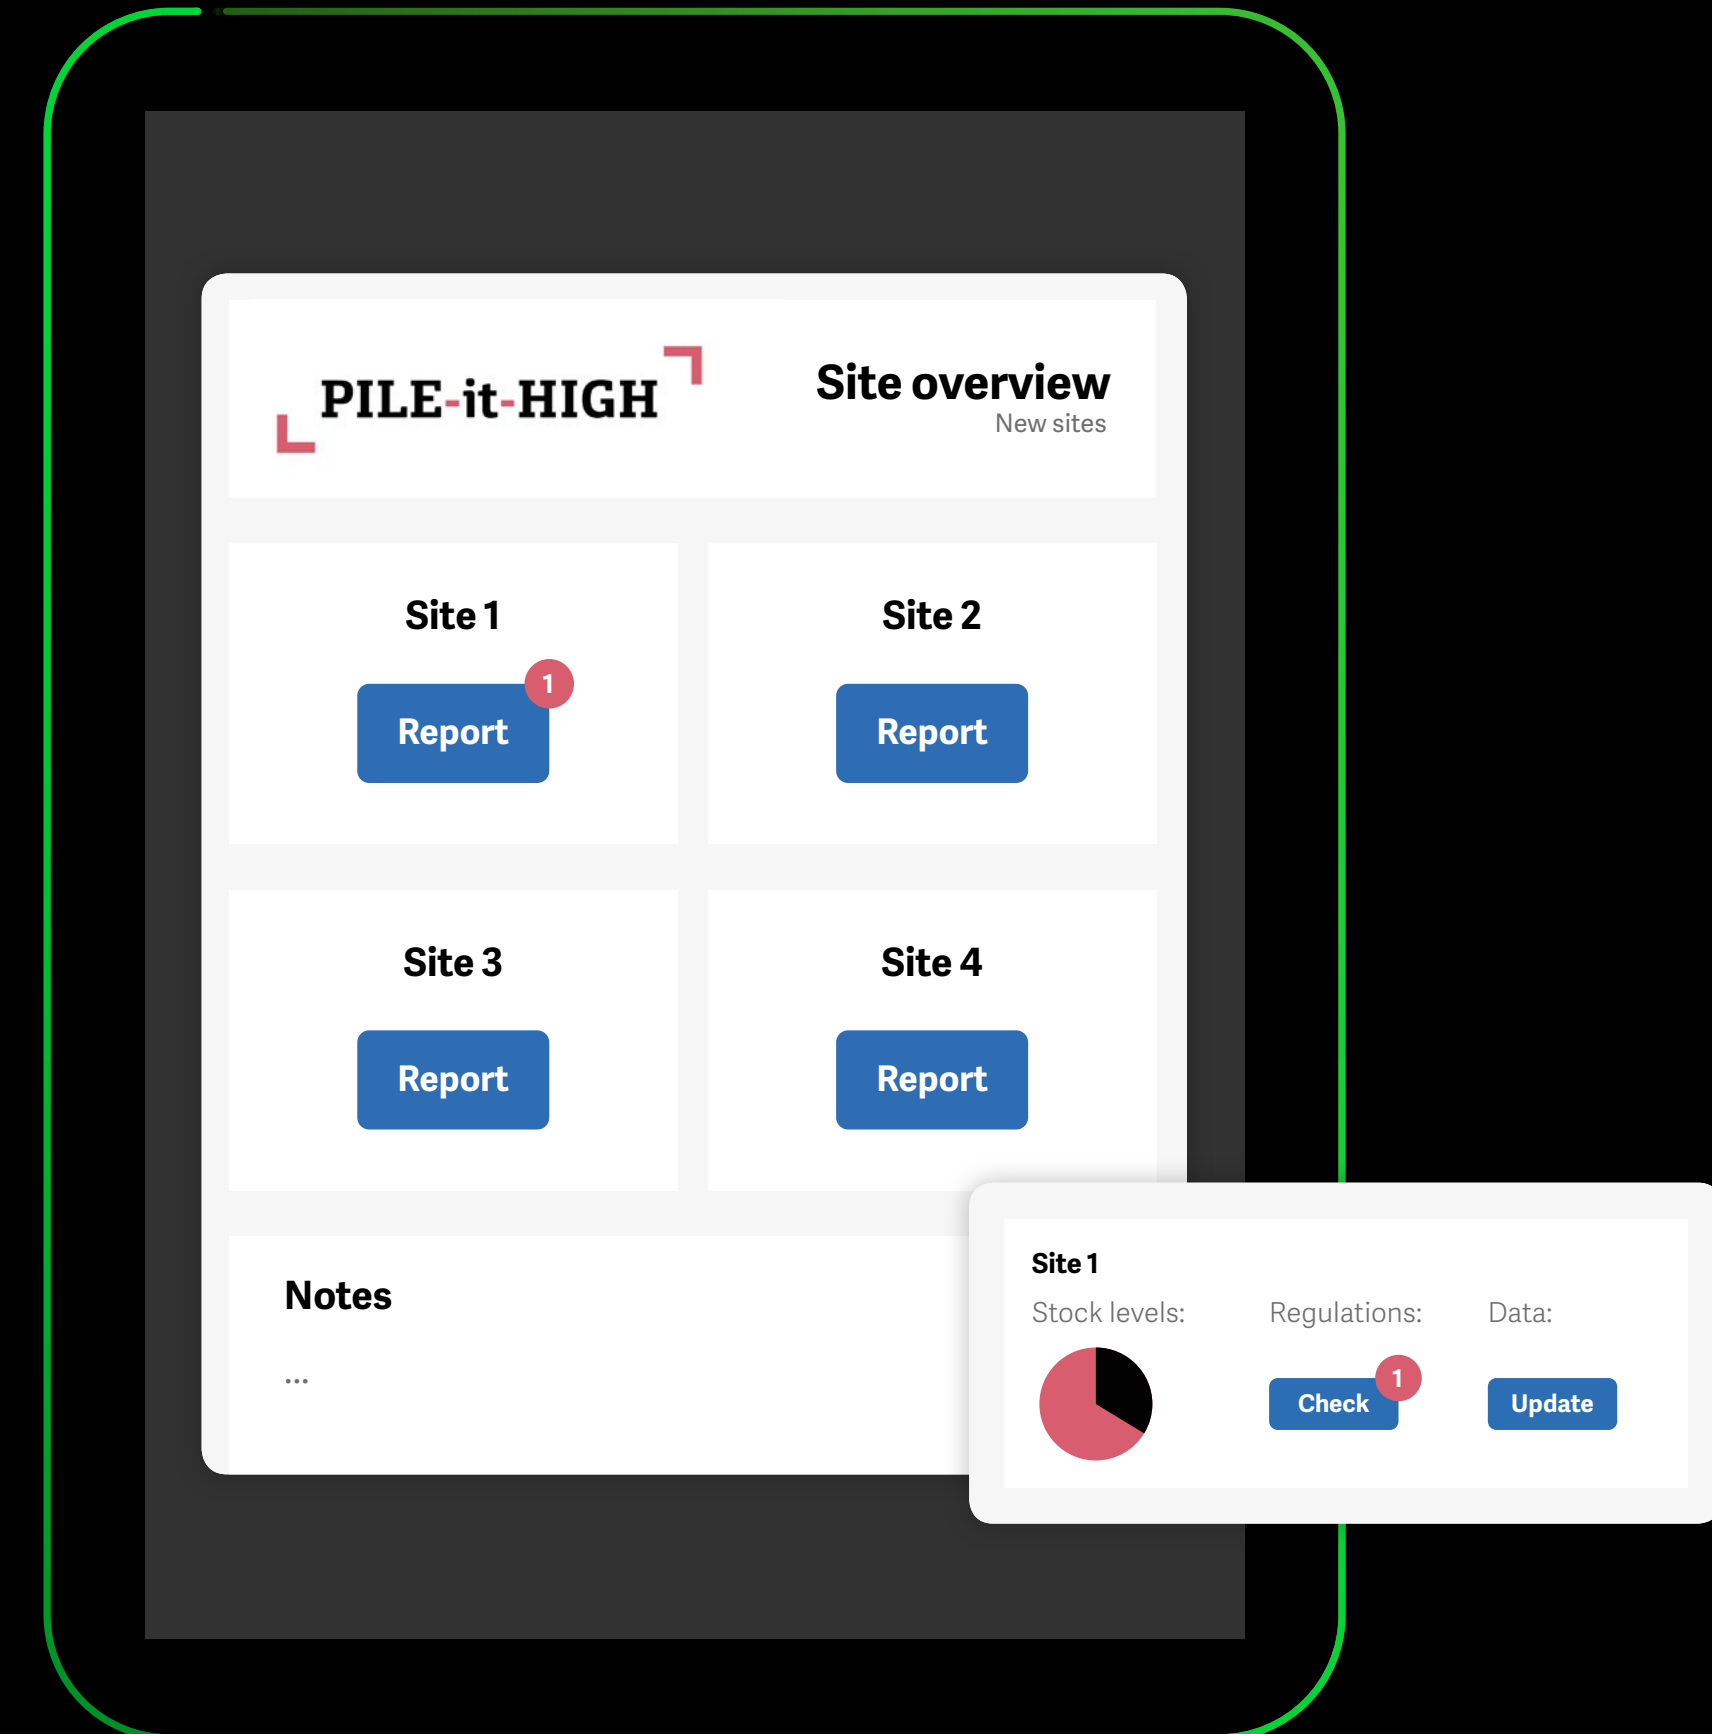 PILE-it-HIGH
Site overview
New sites
Site 1
1
Report
Site 2
Report
Site 3
Report
Site 4
Report
Notes
...
Site 1
Stock levels:
Regulations:
1
Check
Data:
Update